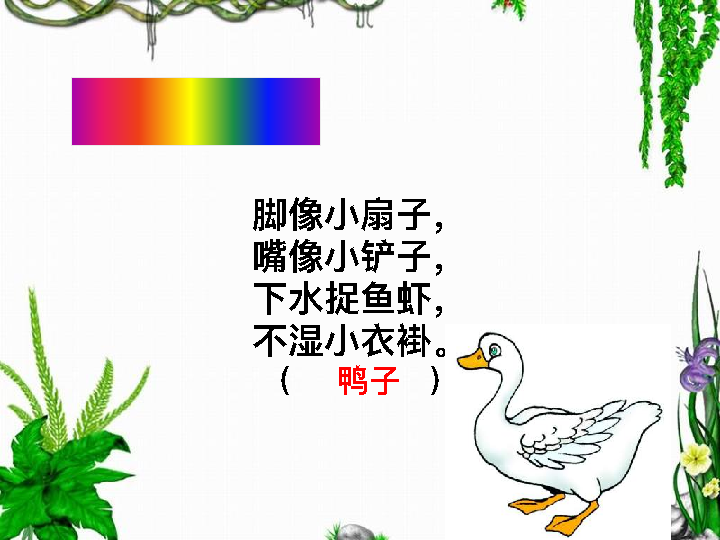 脚像小扇子，
嘴像小铲子，
下水捉鱼虾，
不湿小衣褂。
（ 鸭子 ）